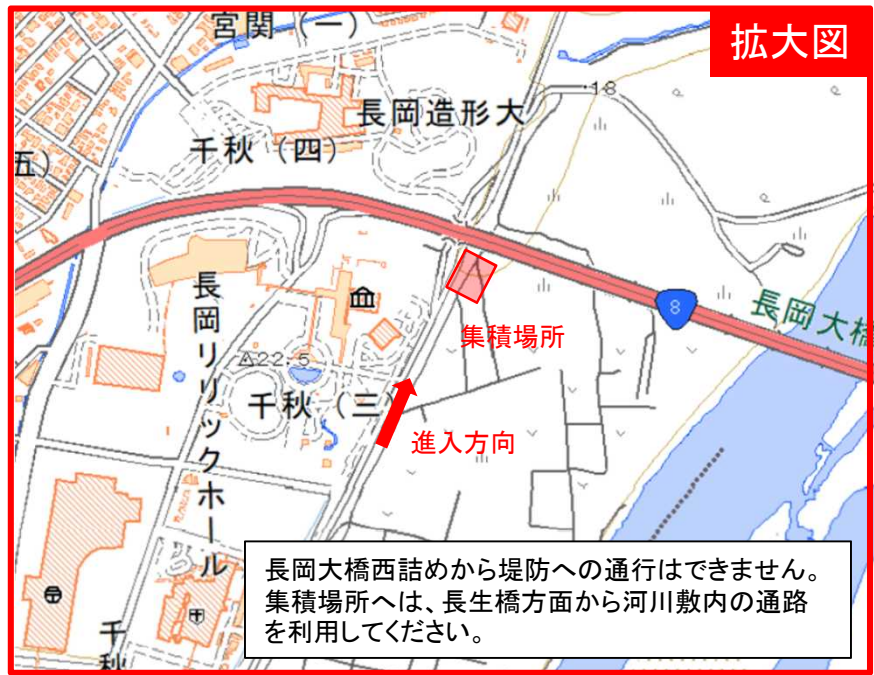 拡大図
宮関(一)
・18
長岡造形大
千秋(四)
五)
長岡リリックホール
8
長岡大橋
集積場所
△22.5
千秋(三)
進入方向
千秋
長岡大橋西詰めから堤防への通行はできません。
集積場所へは、長生橋方面から河川敷内の通路
を利用してください。